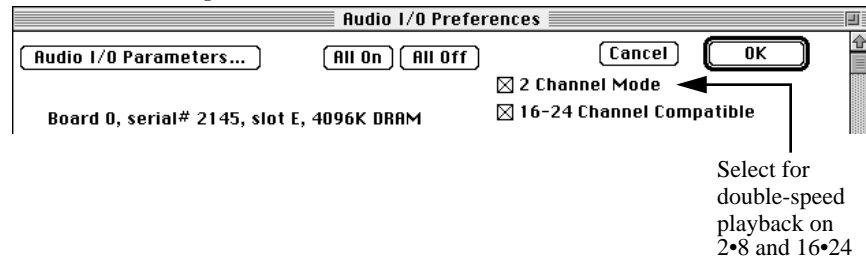 Audio I/O Preferences
Audio I/O Parameters... All On All Off Cancel OK
2 Channel Mode
Board 0, serial# 2145, slot E, 4096K DRAM 16-24 Channel Compatible
Select for
double-speed
playback on
2•8 and 16•24